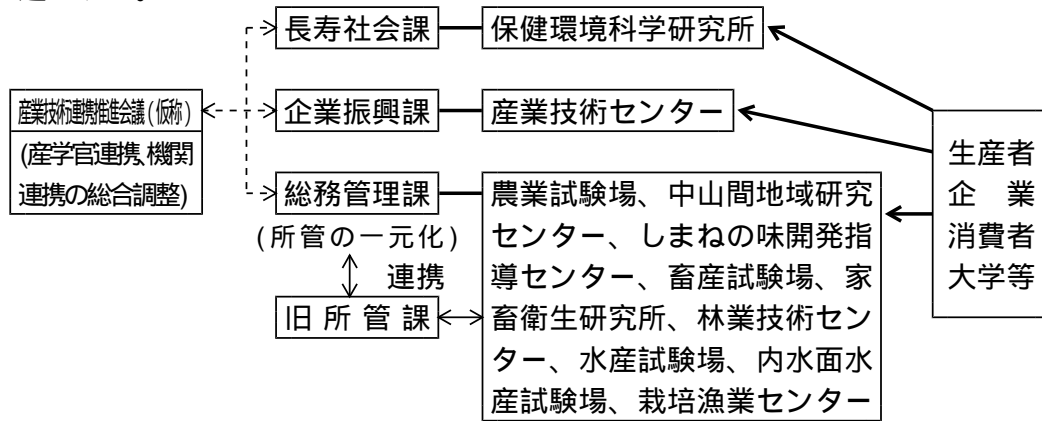 長寿社会課
保健環境科学研究所
産業技術連携推進会議(仮称)
(産学官連携、機関
連携の総合調整)
企業振興課
産業技術センター
総務管理課
(所管の一元化)
連携
旧所管課
農業試験場、中山間地域研究
センター、しまねの味開発指
導センター、畜産試験場、家
畜衛生研究所、林業技術セン
ター、水産試験場、内水面水
産試験場、栽培漁業センター
生産者
企業
消費者
大学等